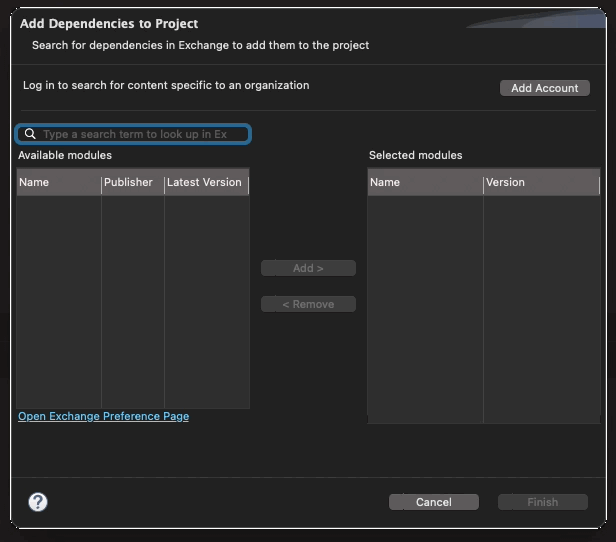 Add Dependencies to Project
Search for dependencies in Exchange to add them to the project
Log in to search for content specific to an organization
Add Account
Type a search term to look up in Ex
Available modules
Selected modules
Name Publisher Latest Version
Name Version
Add >
< Remove
Open Exchange Preference Page
?
Cancel
Finish